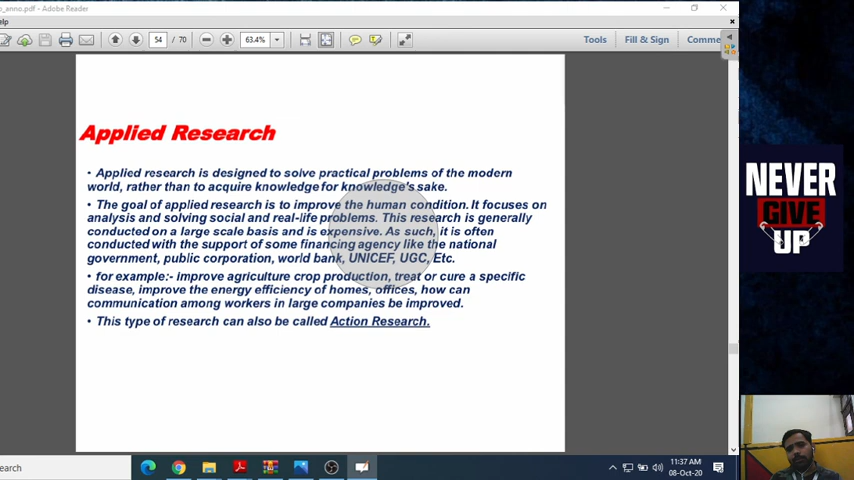 o_anno.pdf - Adobe Reader
elp
54 / 70
63.4%
Tools
Fill & Sign
Comme
Applied Research
• Applied research is designed to solve practical problems of the modern
world, rather than to acquire knowledge for knowledge's sake.
• The goal of applied research is to improve the human condition. It focuses on
analysis and solving social and real-life problems. This research is generally
conducted on a large scale basis and is expensive. As such, it is often
conducted with the support of some financing agency like the national
government, public corporation, world bank, UNICEF, UGC, Etc.
• for example:- improve agriculture crop production, treat or cure a specific
disease, improve the energy efficiency of homes, offices, how can
communication among workers in large companies be improved.
• This type of research can also be called Action Research.
NEVER
GIVE
UP
earch
11:37 AM
08-Oct-20